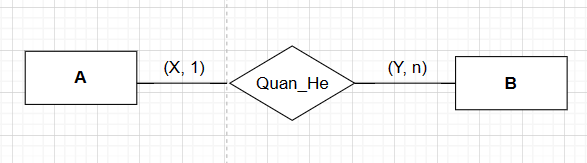 A
(X, 1)
Quan_He
(Y, n)
B